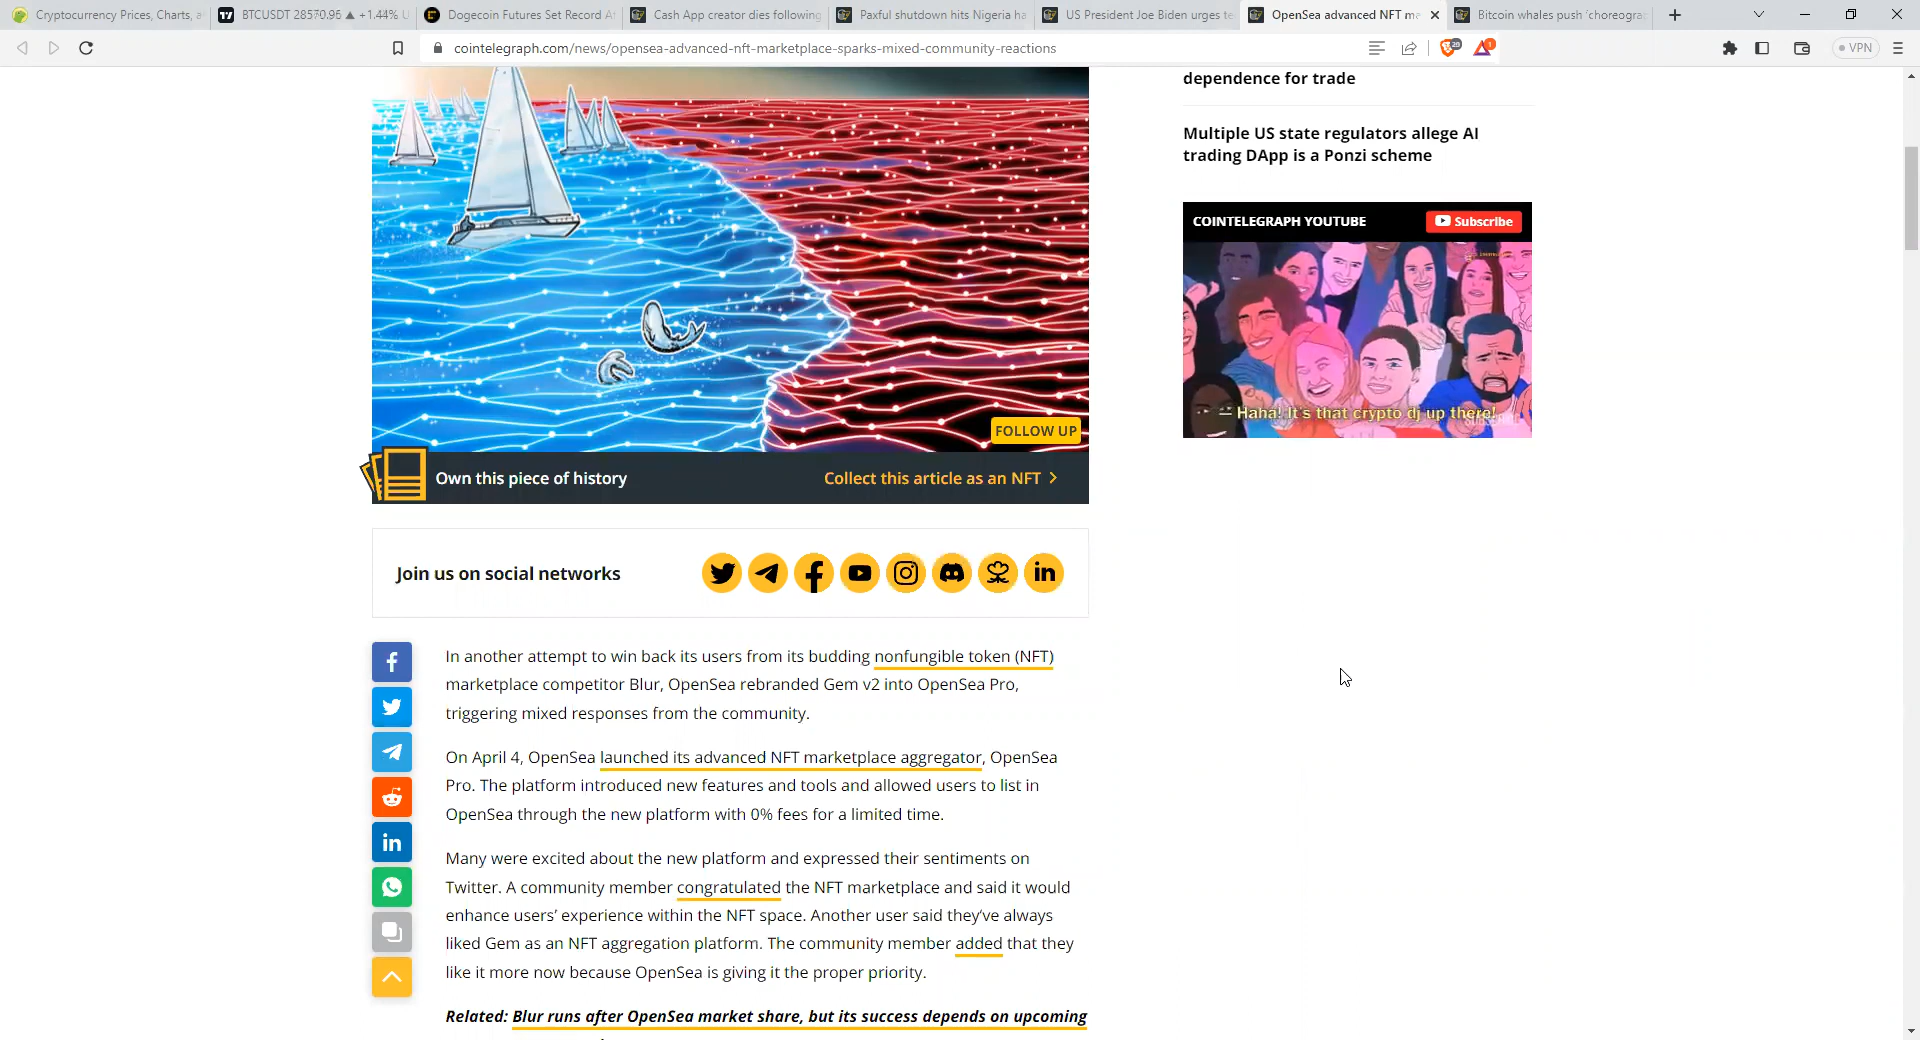 Cryptocurrency Prices, Charts, a
BTCUSDT 28570.96 ▲ +1.44% U
Dogecoin Futures Set Record A
Cash App creator dies following
Paxful shutdown hits Nigeria ha
US President Joe Biden urges te
OpenSea advanced NFT ma
Bitcoin whales push 'choreogra
cointelegraph.com/news/opensea-advanced-nft-marketplace-sparks-mixed-community-reactions
VPN
FOLLOW UP
Own this piece of history
Collect this article as an NFT >
Join us on social networks
In another attempt to win back its users from its budding nonfungible token (NFT)
marketplace competitor Blur, OpenSea rebranded Gem v2 into OpenSea Pro,
triggering mixed responses from the community.
On April 4, OpenSea launched its advanced NFT marketplace aggregator, OpenSea
Pro. The platform introduced new features and tools and allowed users to list in
OpenSea through the new platform with 0% fees for a limited time.
Many were excited about the new platform and expressed their sentiments on
Twitter. A community member congratulated the NFT marketplace and said it would
enhance users' experience within the NFT space. Another user said they've always
liked Gem as an NFT aggregation platform. The community member added that they
like it more now because OpenSea is giving it the proper priority.
Related: Blur runs after OpenSea market share, but its success depends on upcoming
dependence for trade
Multiple US state regulators allege AI
trading DApp is a Ponzi scheme
COINTELEGRAPH YOUTUBE
Subscribe
— Haha! It's that crypto dj up there!